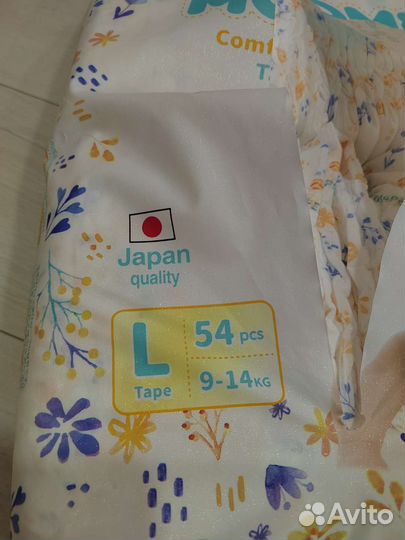 Comf
T
Japan
quality
L
Tape
54 pcs
9-14KG
Avito